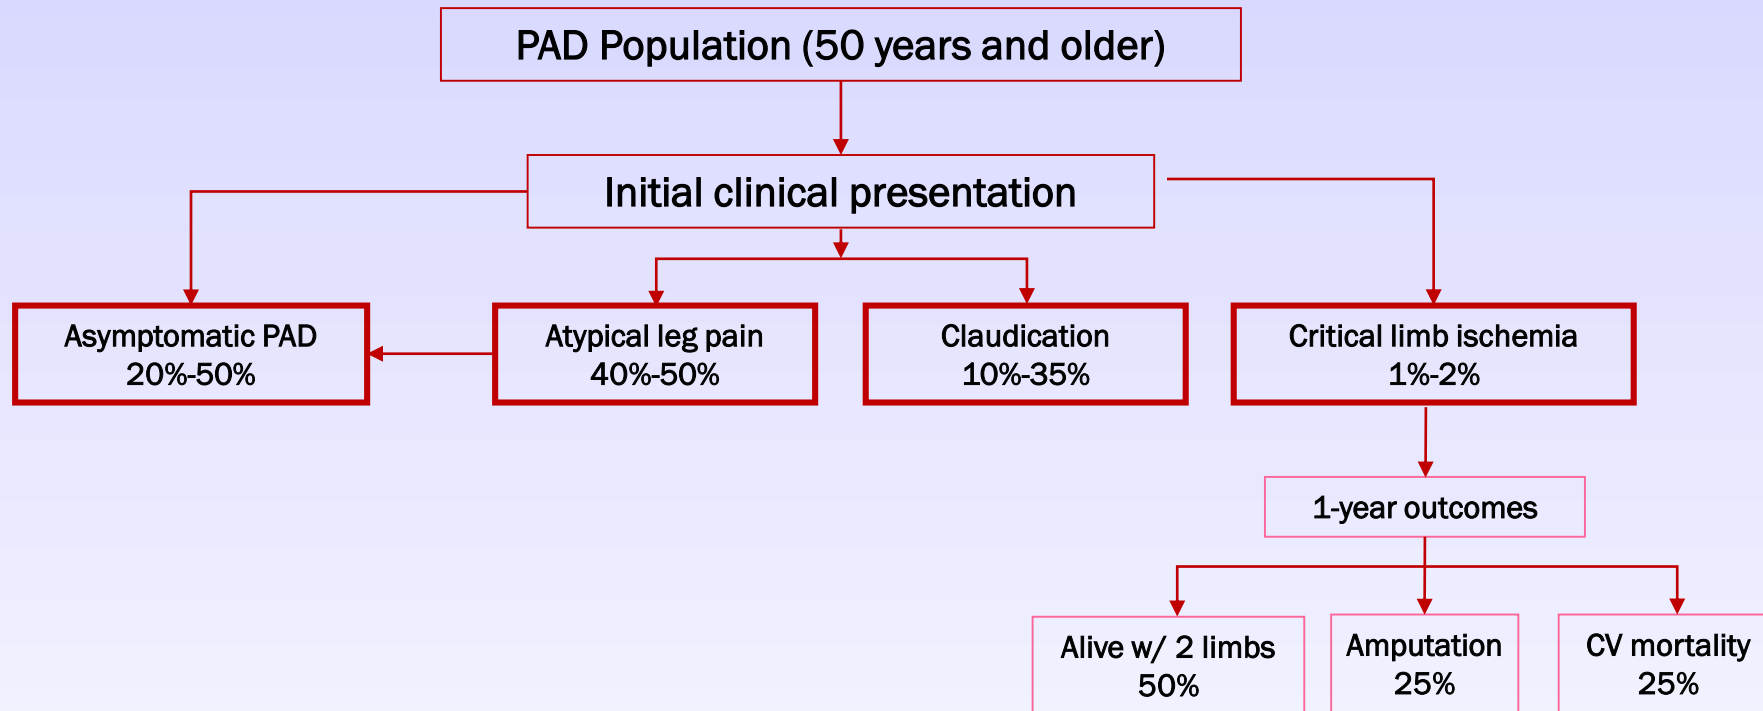 PAD Population (50 years and older)
Initial clinical presentation
Asymptomatic PAD
20%-50%
Atypical leg pain
40%-50%
Claudication
10%-35%
Critical limb ischemia
1%-2%
1-year outcomes
Alive w/ 2 limbs
50%
Amputation
25%
CV mortality
25%